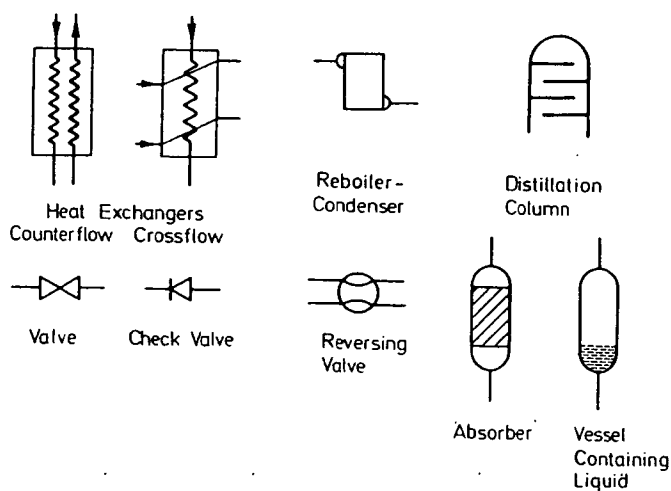 Heat Exchangers
Counterflow Crossflow
Reboiler-
Condenser
Distillation
Column
Valve
Check Valve
Reversing
Valve
Absorber
Vessel
Containing
Liquid